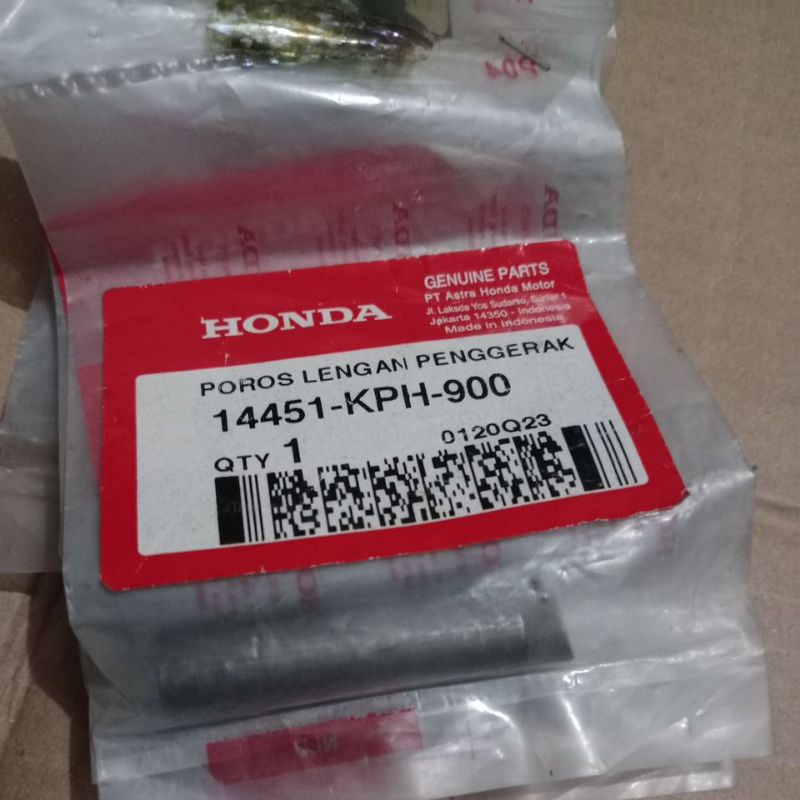 P04
HONDA
GENUINE PARTS
PT Astra Honda Motor
Jl. Laksda Yos Sudarso, Sunter 1
Jakarta 14350 - Indonesia
Made in Indonesia
POROS LENGAN PENGGERAK
14451-KPH-900
QTY 1
0120Q23